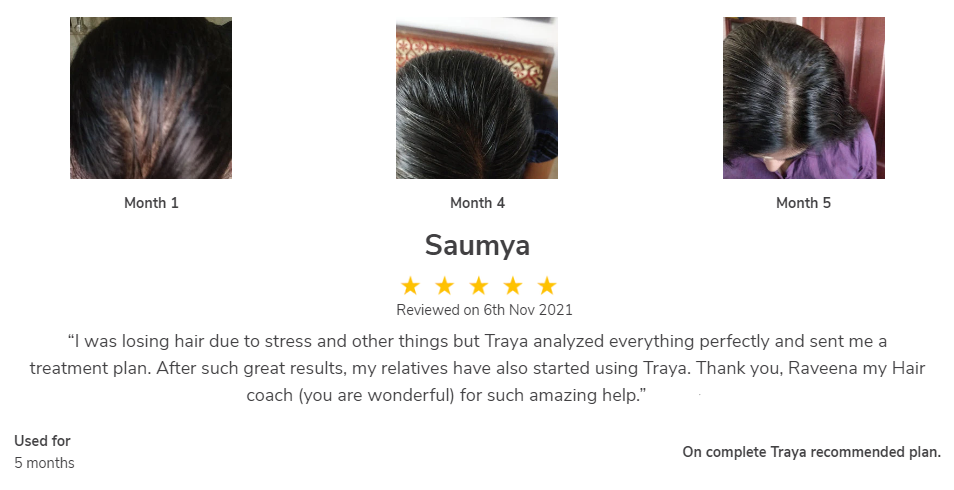 Month 1 Month 4 Month 5
Saumya
Reviewed on 6th Nov 2021
“I was losing hair due to stress and other things but Traya analyzed everything perfectly and sent me a
treatment plan. After such great results, my relatives have also started using Traya. Thank you, Raveena my Hair
coach (you are wonderful) for such amazing help.”
Used for
5 months
On complete Traya recommended plan.